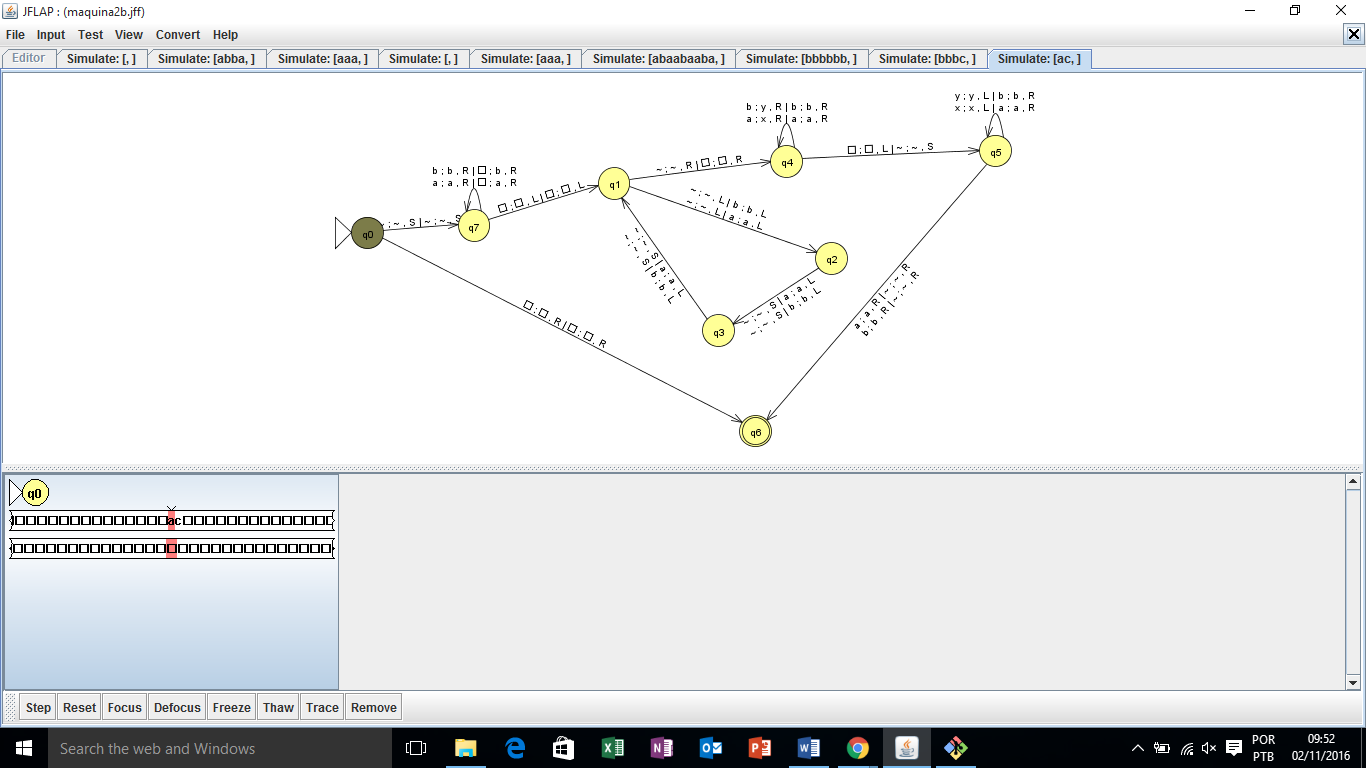 JFLAP : (maquina2b.jff)
File Input Test View Convert Help
Editor Simulate: [, ] Simulate: [abba, ] Simulate: [aaa, ] Simulate: [, ] Simulate: [aaa, ] Simulate: [abaabaaba, ] Simulate: [bbbbbb, ] Simulate: [bbbc, ] Simulate: [ac, ]
y ; y , L | b ; b , R
x ; x , L | a ; a , R
b ; y , R | b ; b , R
a ; x , R | a ; a , R
□ ; □ , L | ~ ; ~ , S
q5
~ ; ~ , R | □ ; □ , R
q4
b ; b , R | □ ; b , R
a ; a , R | □ ; a , R
□ ; □ , L | □ ; □ , L
q1
~ ; ~ , L | b ; b , L
~ ; ~ , L | a ; a , L
; ~ , S | ~ ; ~ , S
q7
q0
~ ; ~ , S | a ; a , L
~ ; ~ , S | b ; b , L
q2
~ ; ~ , S | a ; a , L
~ ; ~ , S | b ; b , L
q3
a ; a , R | ~ ; ~ , R
b ; b , R | ~ ; ~ , R
□ ; □ , R | □ ; □ , R
q6
q0
ac
Step Reset Focus Defocus Freeze Thaw Trace Remove
Search the web and Windows
POR
PTB
09:52
02/11/2016